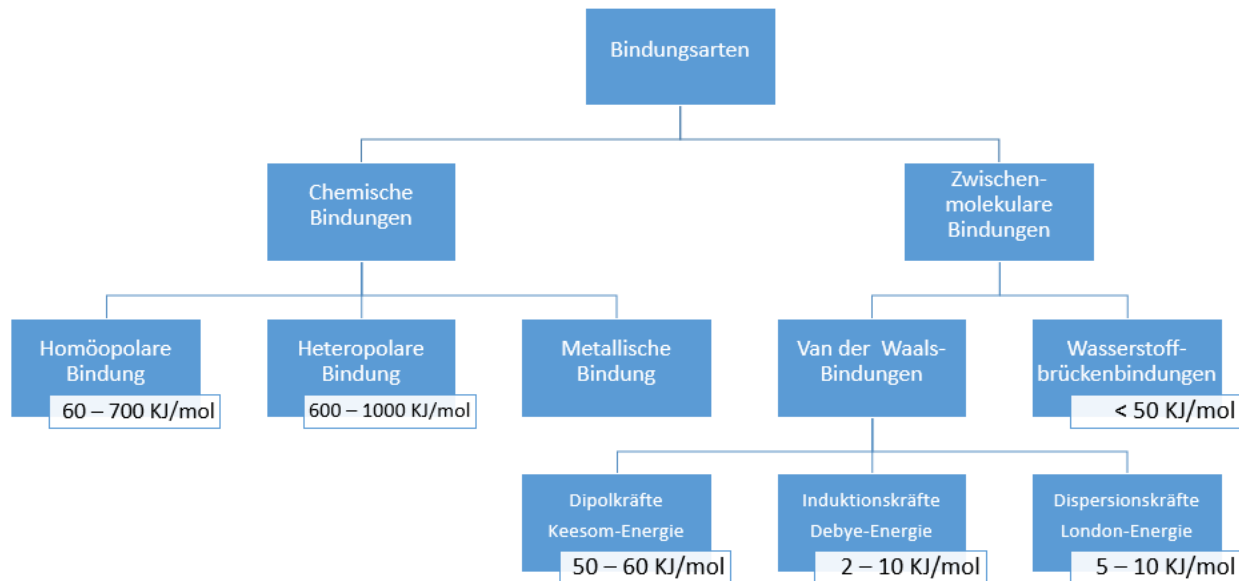 Bindungsarten
Chemische
Bindungen
Zwischen-
molekulare
Bindungen
Homöopolare
Bindung
60 – 700 KJ/mol
Heteropolare
Bindung
600 – 1000 KJ/mol
Metallische
Bindung
Van der Waals-
Bindungen
Wasserstoff-
brückenbindungen
< 50 KJ/mol
Dipolkräfte
Keesom-Energie
50 – 60 KJ/mol
Induktionskräfte
Debye-Energie
2 – 10 KJ/mol
Dispersionskräfte
London-Energie
5 – 10 KJ/mol